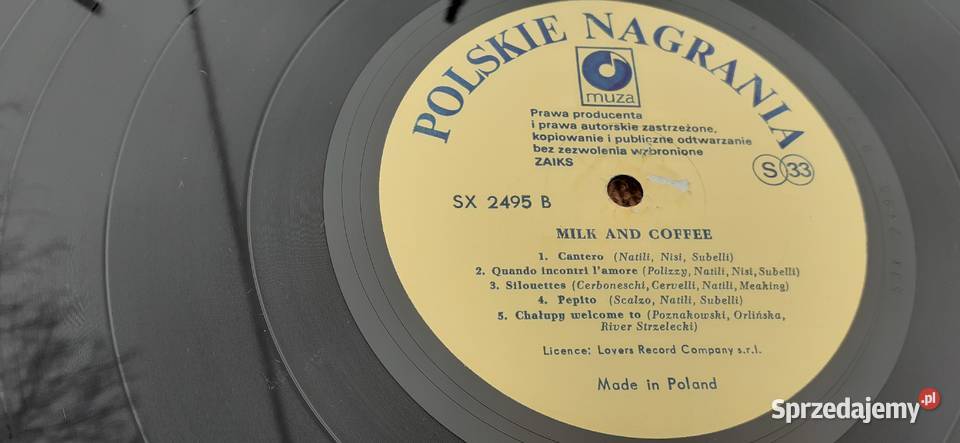 POLSKIE NAGRANIA
muza
Prawa producenta
i prawa autorskie zastrzeżone,
kopiowanie i publiczne odtwarzanie
bez zezwolenia wzbronione
ZAIKS
S 33
SX 2495 B
MILK AND COFFEE
1. Cantero (Natili, Nisi, Subelli)
2. Quando incontri l'amore (Polizzy, Natili, Nisi, Subelli)
3. Silouettes (Cerboneschi, Cervelli, Natili, Meaking)
4. Pepito (Scalzo, Natili, Subelli)
5. Chałupy welcome to (Poznakowski, Orlińska,
River Strzelecki)
Licence: Lovers Record Company s.r.l.
Made in Poland
Sprzedajemy.pl